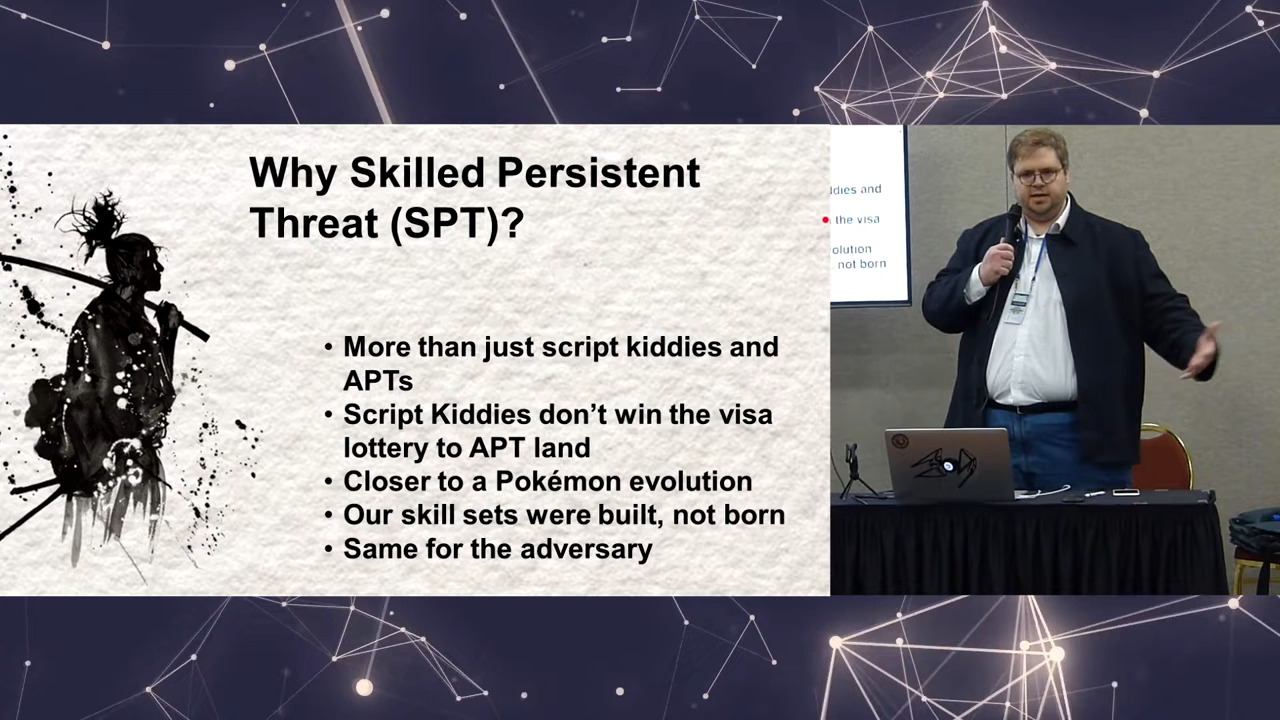 Why Skilled Persistent
Threat (SPT)?
• More than just script kiddies and
APTs
• Script Kiddies don’t win the visa
lottery to APT land
• Closer to a Pokémon evolution
• Our skill sets were built, not born
• Same for the adversary
ddies and
the visa
olution
not born